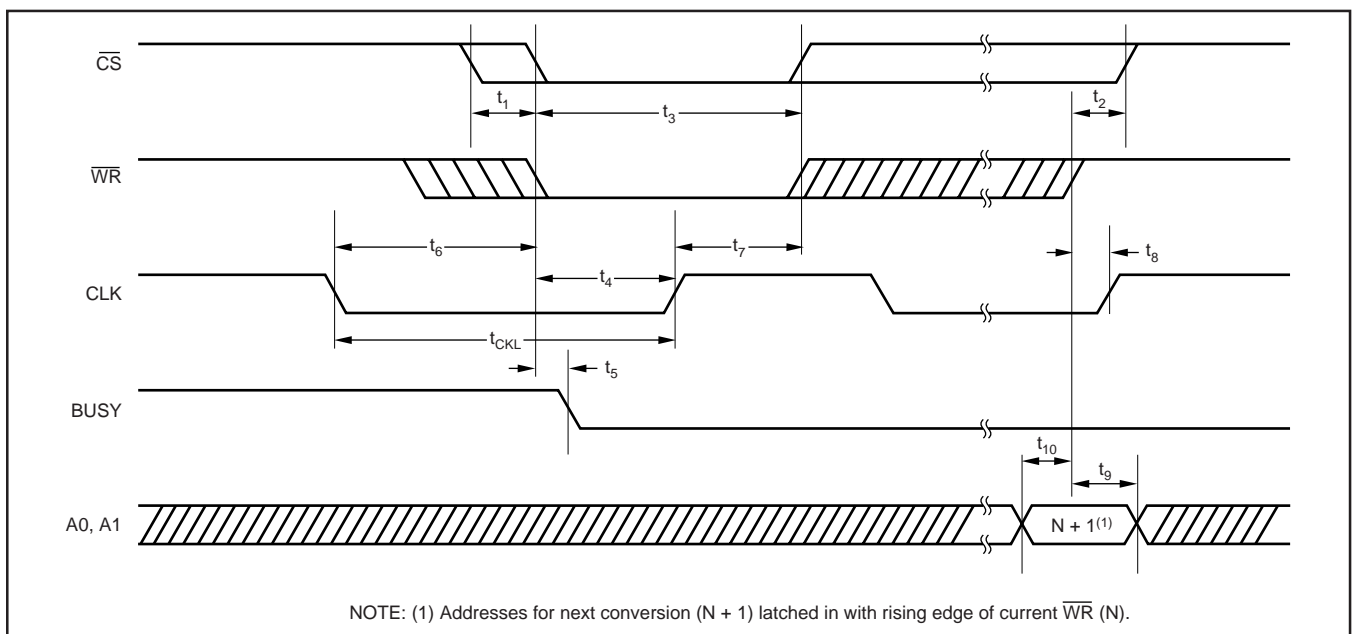 CS
t1
t3
t2
WR
t6
t7
t8
t4
CLK
tCKL
t5
BUSY
t10
t9
A0, A1
N + 1(1)
NOTE: (1) Addresses for next conversion (N + 1) latched in with rising edge of current WR (N).